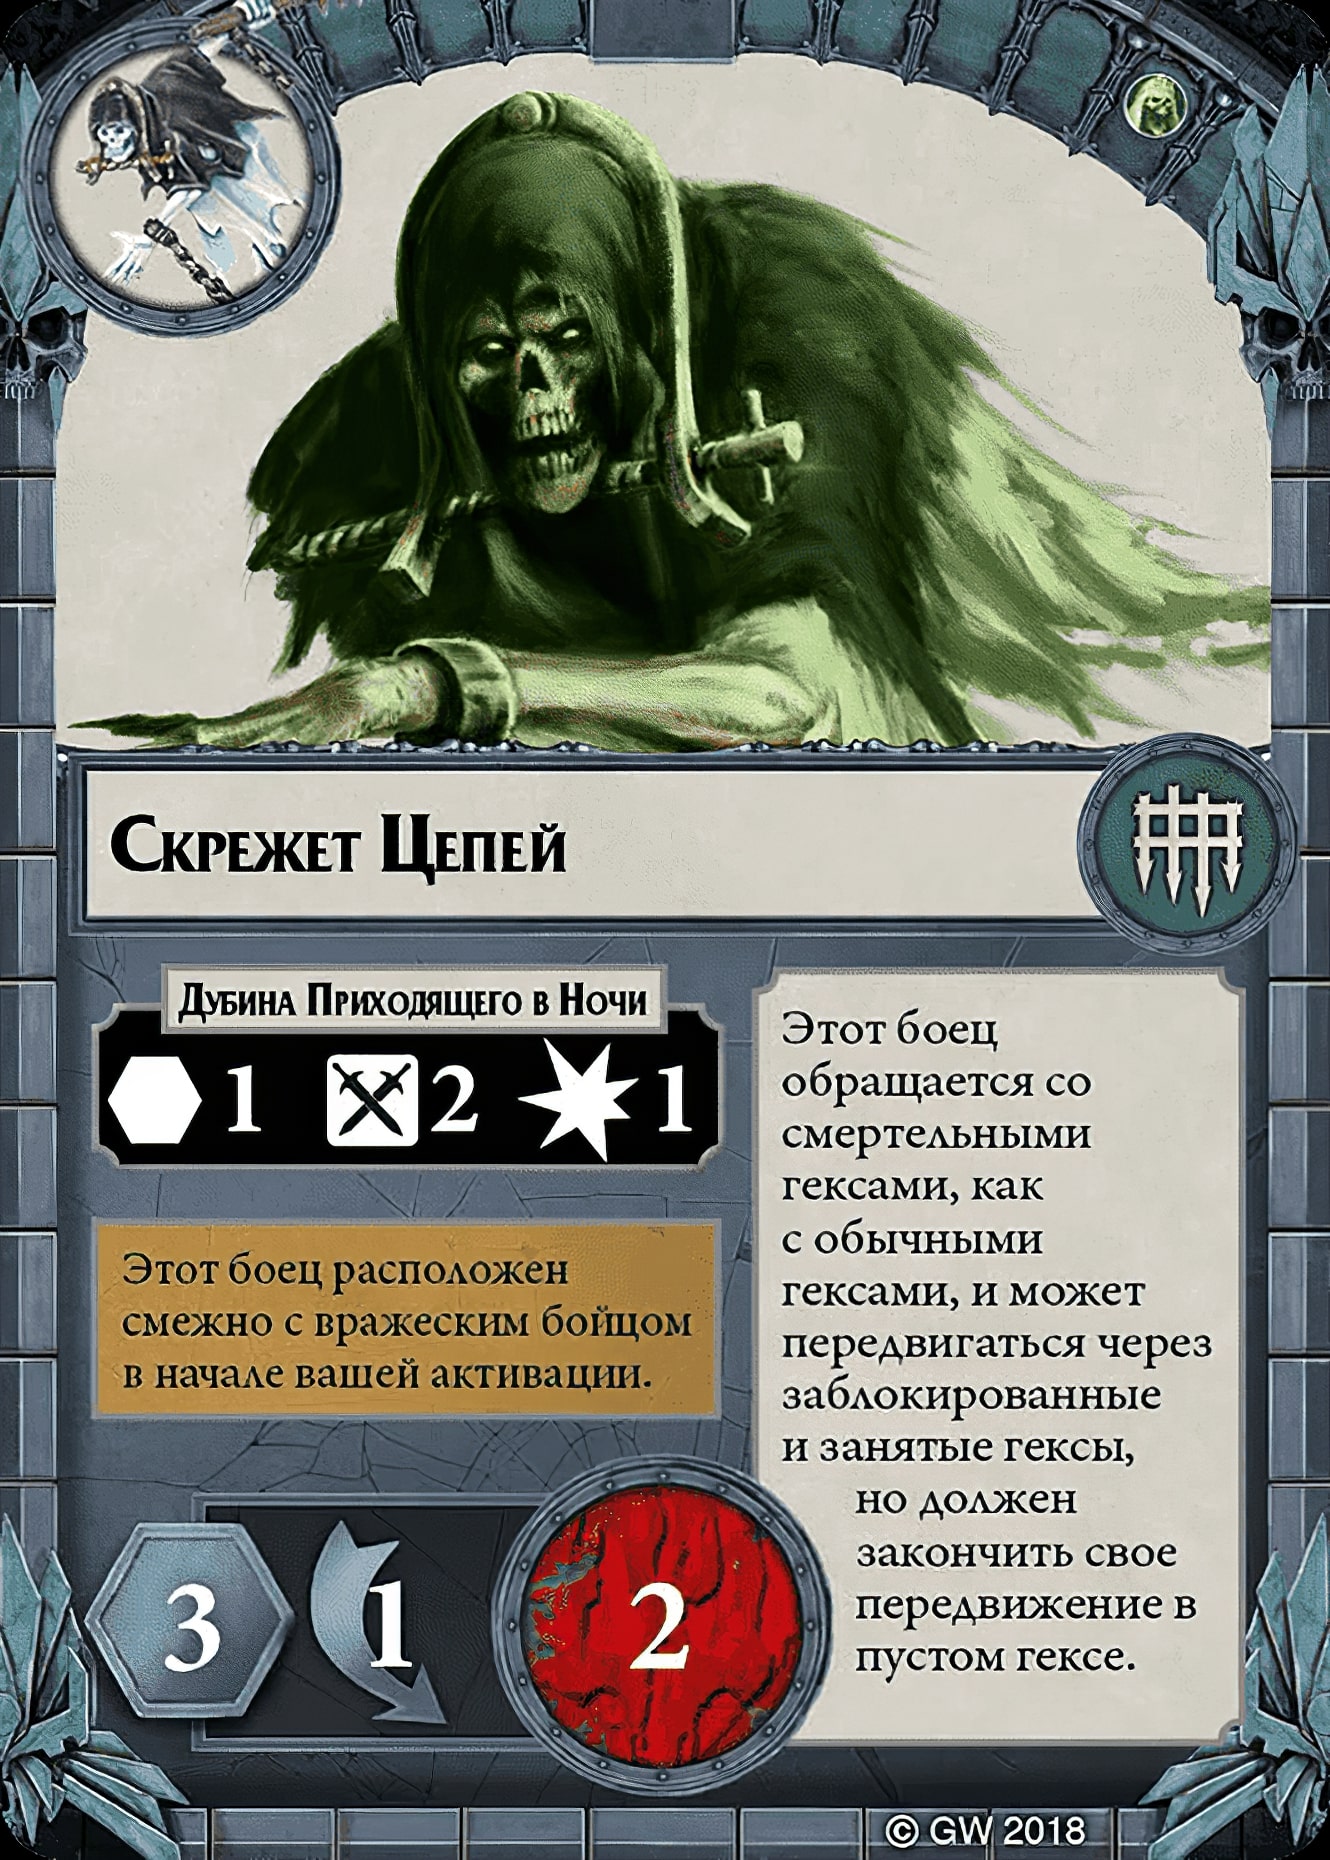 Скрежет Цепей
Дубина Приходящего в Ночи
1 2 1
Этот боец расположен
смежно с вражеским бойцом
в начале вашей активации.
3 1 2
Этот боец
обращается со
смертельными
гексами, как
с обычными
гексами, и может
передвигаться через
заблокированные
и занятые гексы,
но должен
закончить свое
передвижение в
пустом гексе.
© GW 2018